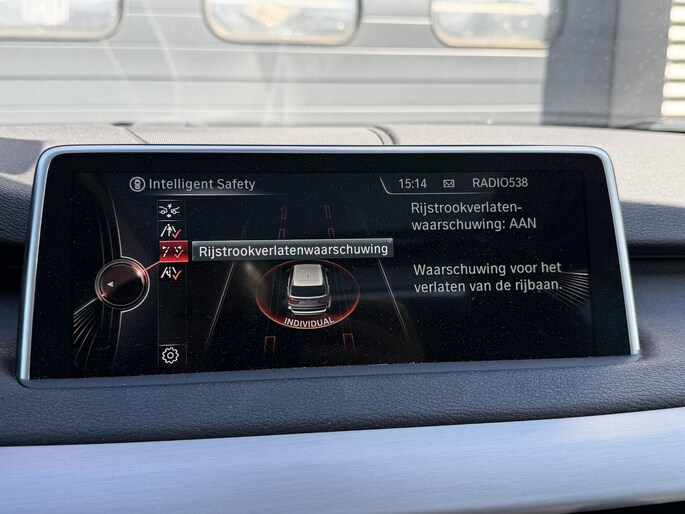 Intelligent Safety
15:14 RADIO538
Rijstrookverlatenwaarschuwing
INDIVIDUAL
Rijstrookverlaten-
waarschuwing: AAN
Waarschuwing voor het
verlaten van de rijbaan.